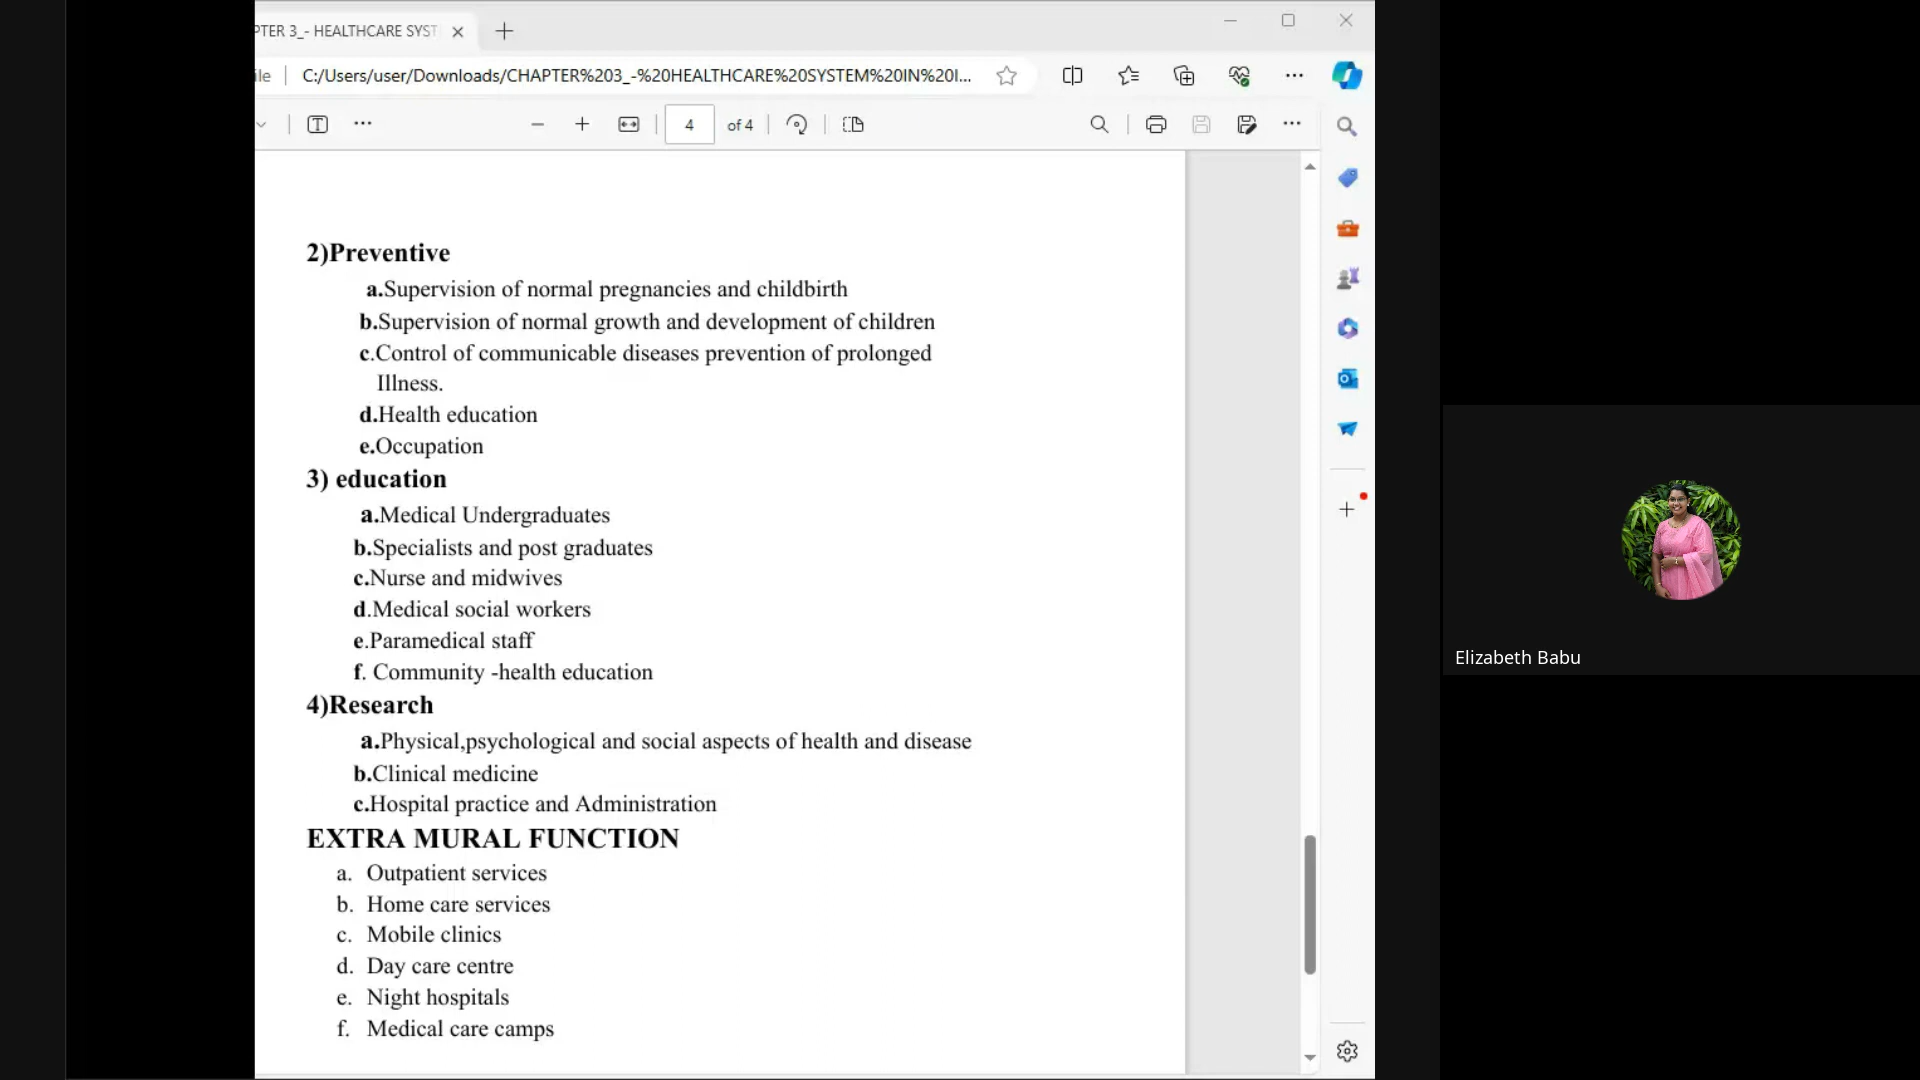 PTER 3_- HEALTHCARE SYST
ile
C:/Users/user/Downloads/CHAPTER%203_-%20HEALTHCARE%20SYSTEM%20IN%20I...
4 of 4
2)Preventive
a.Supervision of normal pregnancies and childbirth
b.Supervision of normal growth and development of children
c.Control of communicable diseases prevention of prolonged
Illness.
d.Health education
e.Occupation
3) education
a.Medical Undergraduates
b.Specialists and post graduates
c.Nurse and midwives
d.Medical social workers
e.Paramedical staff
f. Community -health education
4)Research
a.Physical,psychological and social aspects of health and disease
b.Clinical medicine
c.Hospital practice and Administration
EXTRA MURAL FUNCTION
a. Outpatient services
b. Home care services
c. Mobile clinics
d. Day care centre
e. Night hospitals
f. Medical care camps
Elizabeth Babu